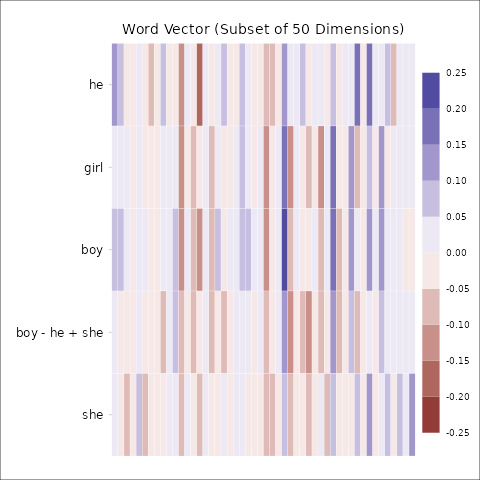 Word Vector (Subset of 50 Dimensions)
he
girl
boy
boy - he + she
she
0.25
0.20
0.15
0.10
0.05
0.00
-0.05
-0.10
-0.15
-0.20
-0.25